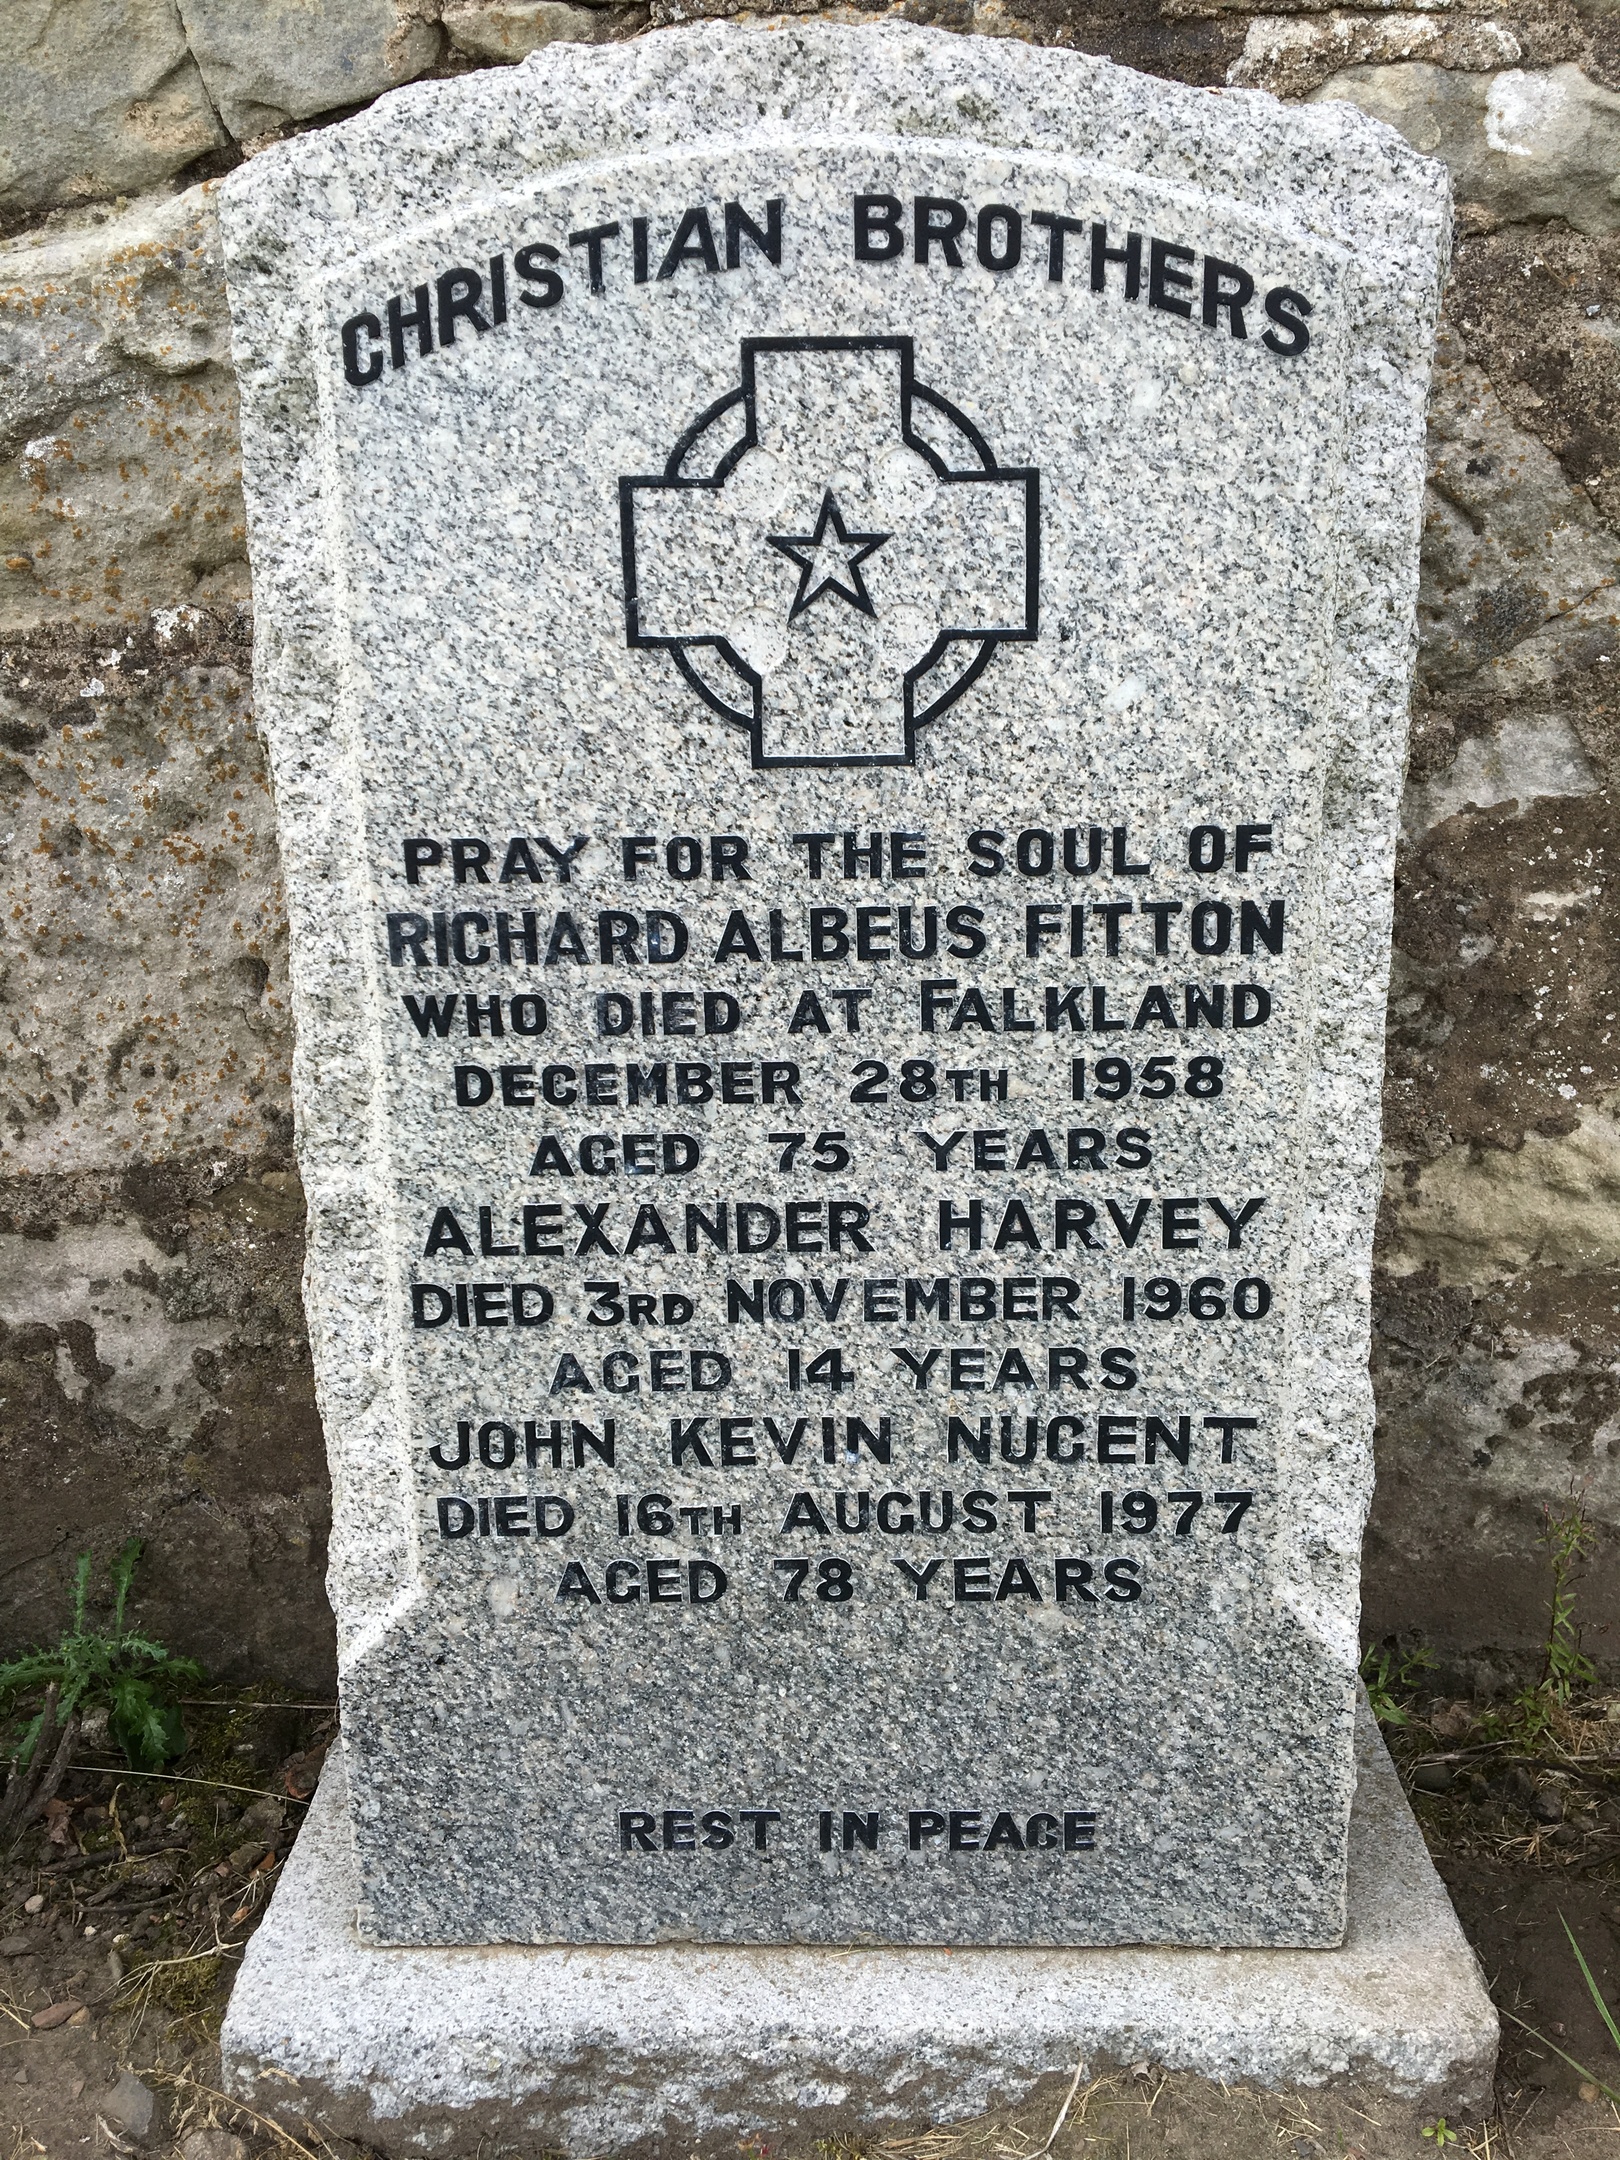 CHRISTIAN BROTHERS
PRAY FOR THE SOUL OF
RICHARD ALBEUS FITTON
WHO DIED AT FALKLAND
DECEMBER 28TH 1958
AGED 75 YEARS
ALEXANDER HARVEY
DIED 3RD NOVEMBER 1960
AGED 14 YEARS
JOHN KEVIN NUGENT
DIED 16TH AUGUST 1977
AGED 78 YEARS
REST IN PEACE